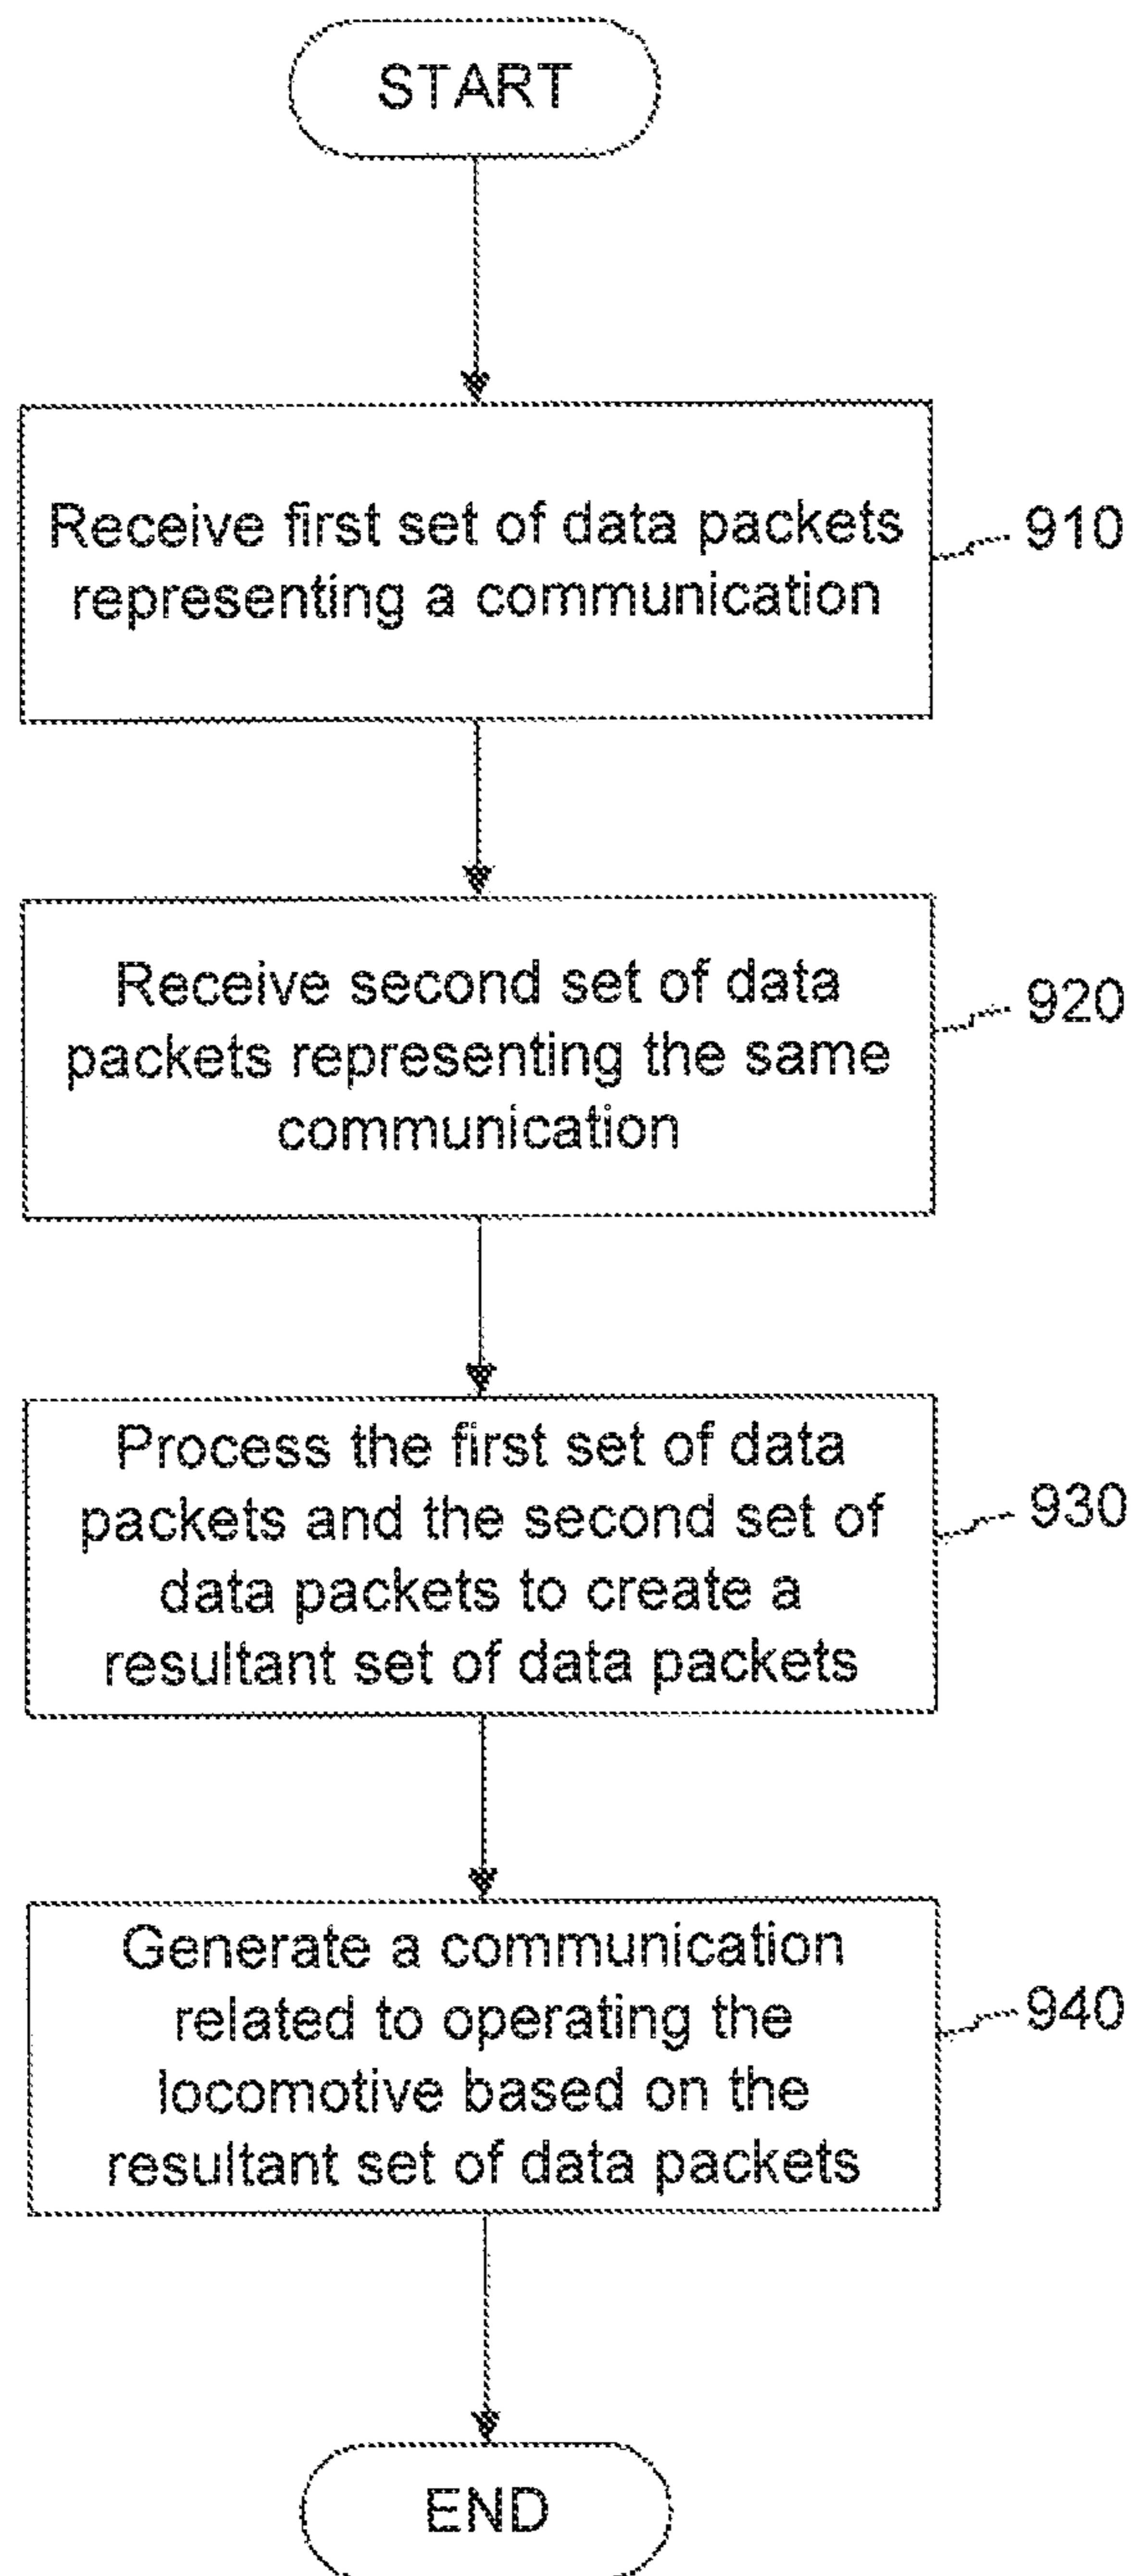 START
Receive first set of data packets
representing a communication
910
Receive second set of data
packets representing the same
communication
920
Process the first set of data
packets and the second set of
data packets to create a
resultant set of data packets
930
Generate a communication
related to operating the
locomotive based on the
resultant set of data packets
940
END